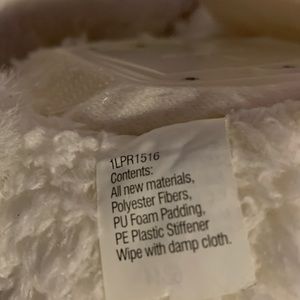 1LPR1516
Contents:
All new materials,
Polyester Fibers,
PU Foam Padding,
PE Plastic Stiffener
Wipe with damp cloth.